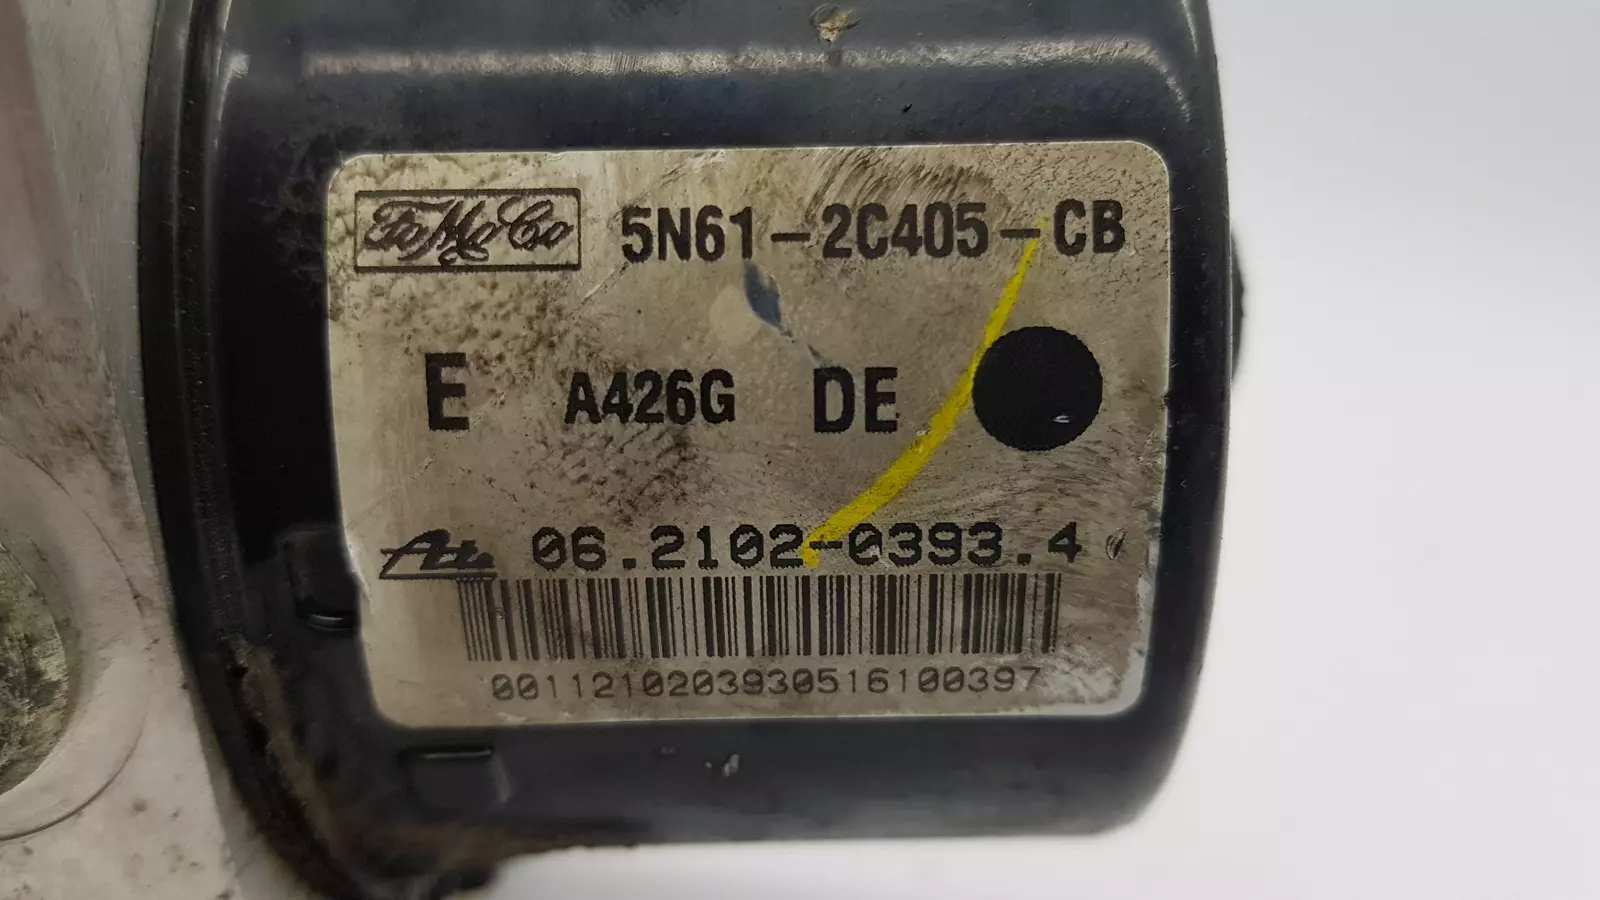 FoMoCo 5N61-2C405-CB
E A426G DE
Ate 06.2102-0393.4
0011210203930516100397